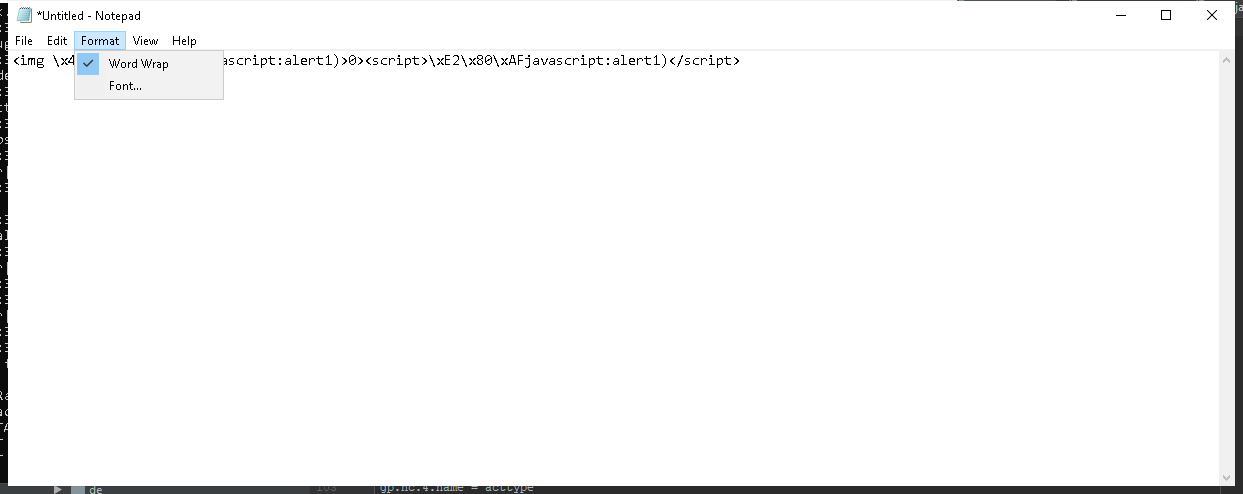 *Untitled - Notepad
File Edit Format View Help
<img \x4
ascript:alert1)>0><script>\xE2\x80\xAFjavascript:alert1)</script>
Word Wrap
Font...
de
103
gp.nc.4.name = acttype